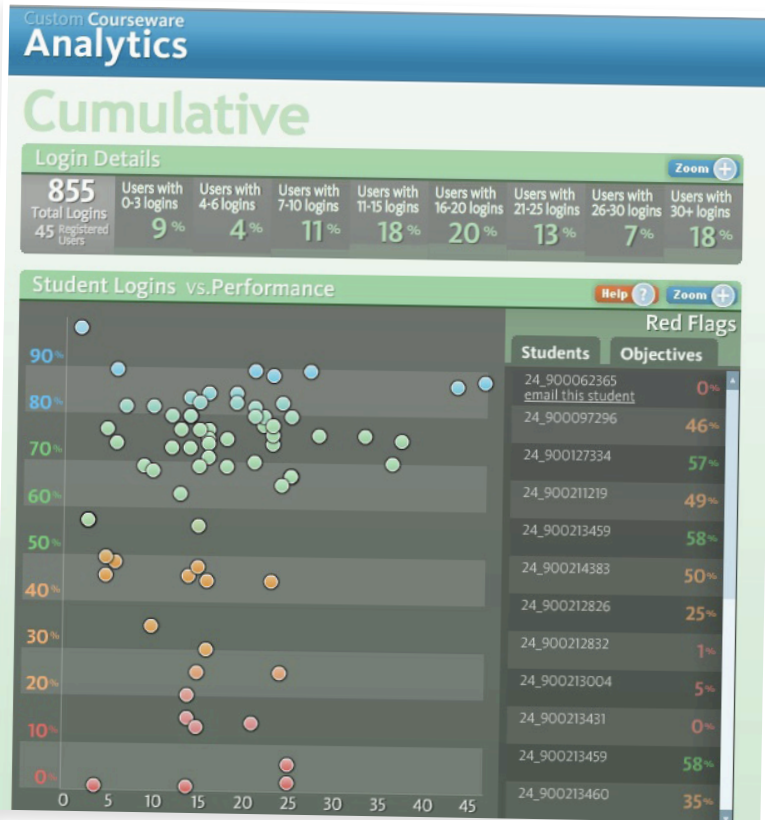 Custom Courseware
Analytics
Cumulative
Login Details
Zoom +
855
Total Logins
45 Registered Users
Users with 0-3 logins
9%
Users with 4-6 logins
4%
Users with 7-10 logins
11%
Users with 11-15 logins
18%
Users with 16-20 logins
20%
Users with 21-25 logins
13%
Users with 26-30 logins
7%
Users with 30+ logins
18%
Student Logins vs.Performance
Help ?
Zoom +
Red Flags
Students Objectives
90%
80%
70%
60%
50%
40%
30%
20%
10%
0%
0 5 10 15 20 25 30 35 40 45
24_900062365 0%
email this student
24_900097296 46%
24_900127334 57%
24_900211219 49%
24_900213459 58%
24_900214383 50%
24_900212826 25%
24_900212832 1%
24_900213004 5%
24_900213431 0%
24_900213459 58%
24_900213460 35%